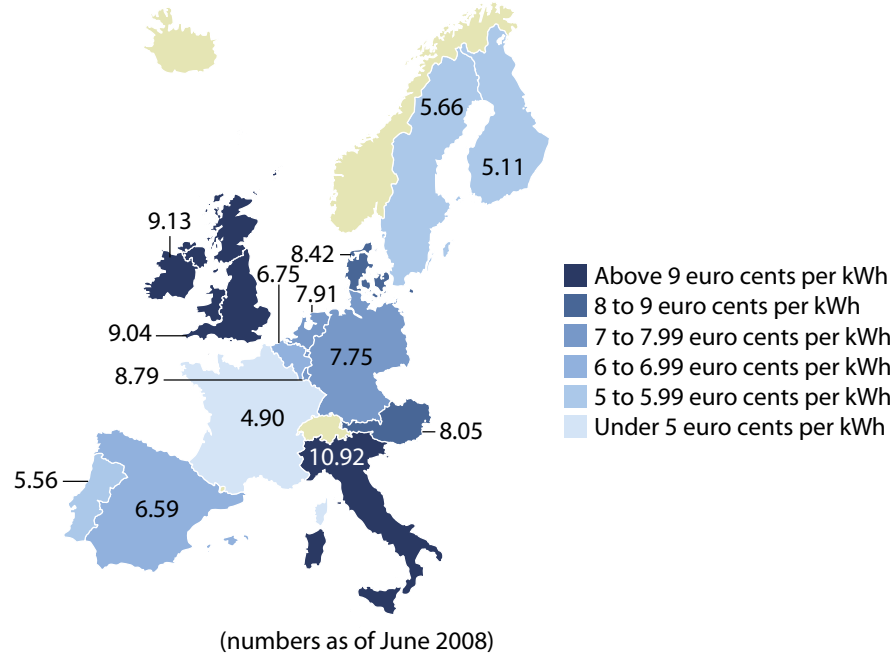 5.66
5.11
9.13
8.42
6.75
7.91
9.04
7.75
8.79
4.90
8.05
10.92
5.56
6.59
Above 9 euro cents per kWh
8 to 9 euro cents per kWh
7 to 7.99 euro cents per kWh
6 to 6.99 euro cents per kWh
5 to 5.99 euro cents per kWh
Under 5 euro cents per kWh
(numbers as of June 2008)